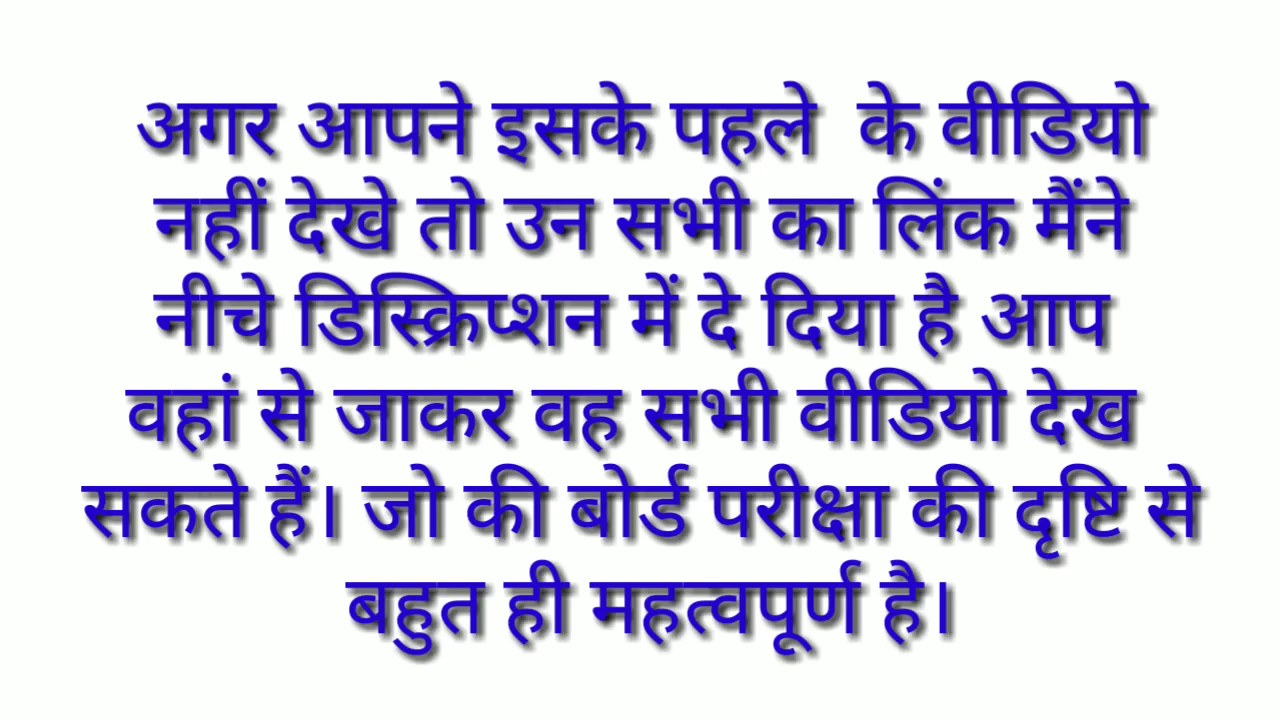 अगर आपने इसके पहले के वीडियो
नहीं देखे तो उन सभी का लिंक मैंने
नीचे डिस्क्रिप्शन में दे दिया है आप
वहां से जाकर वह सभी वीडियो देख
सकते हैं। जो की बोर्ड परीक्षा की दृष्टि से
बहुत ही महत्वपूर्ण है।